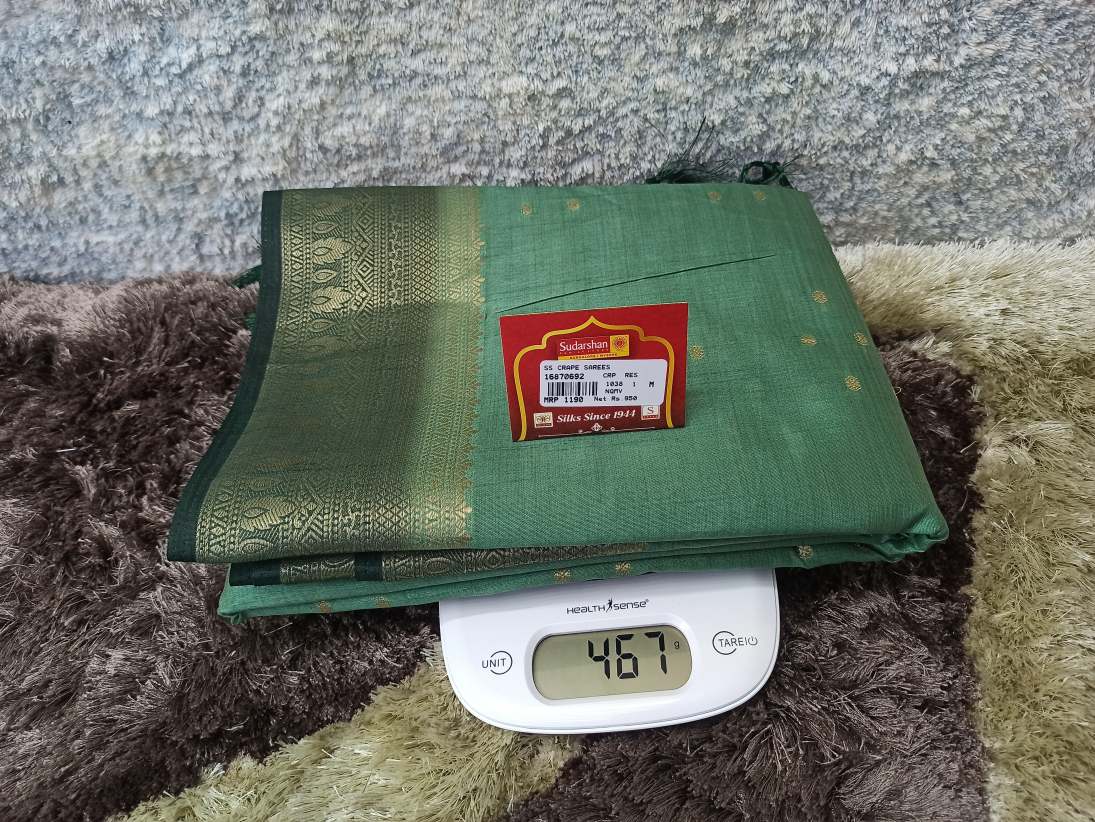 Sudarshan
SS CRAPE SAREES
16870692 CRP RES
1038 1 M
NQMV
MRP 1190 Net Rs 950
Silks Since 1944
S
HEALTH SENSE®
UNIT
467 g
TARE|⏻